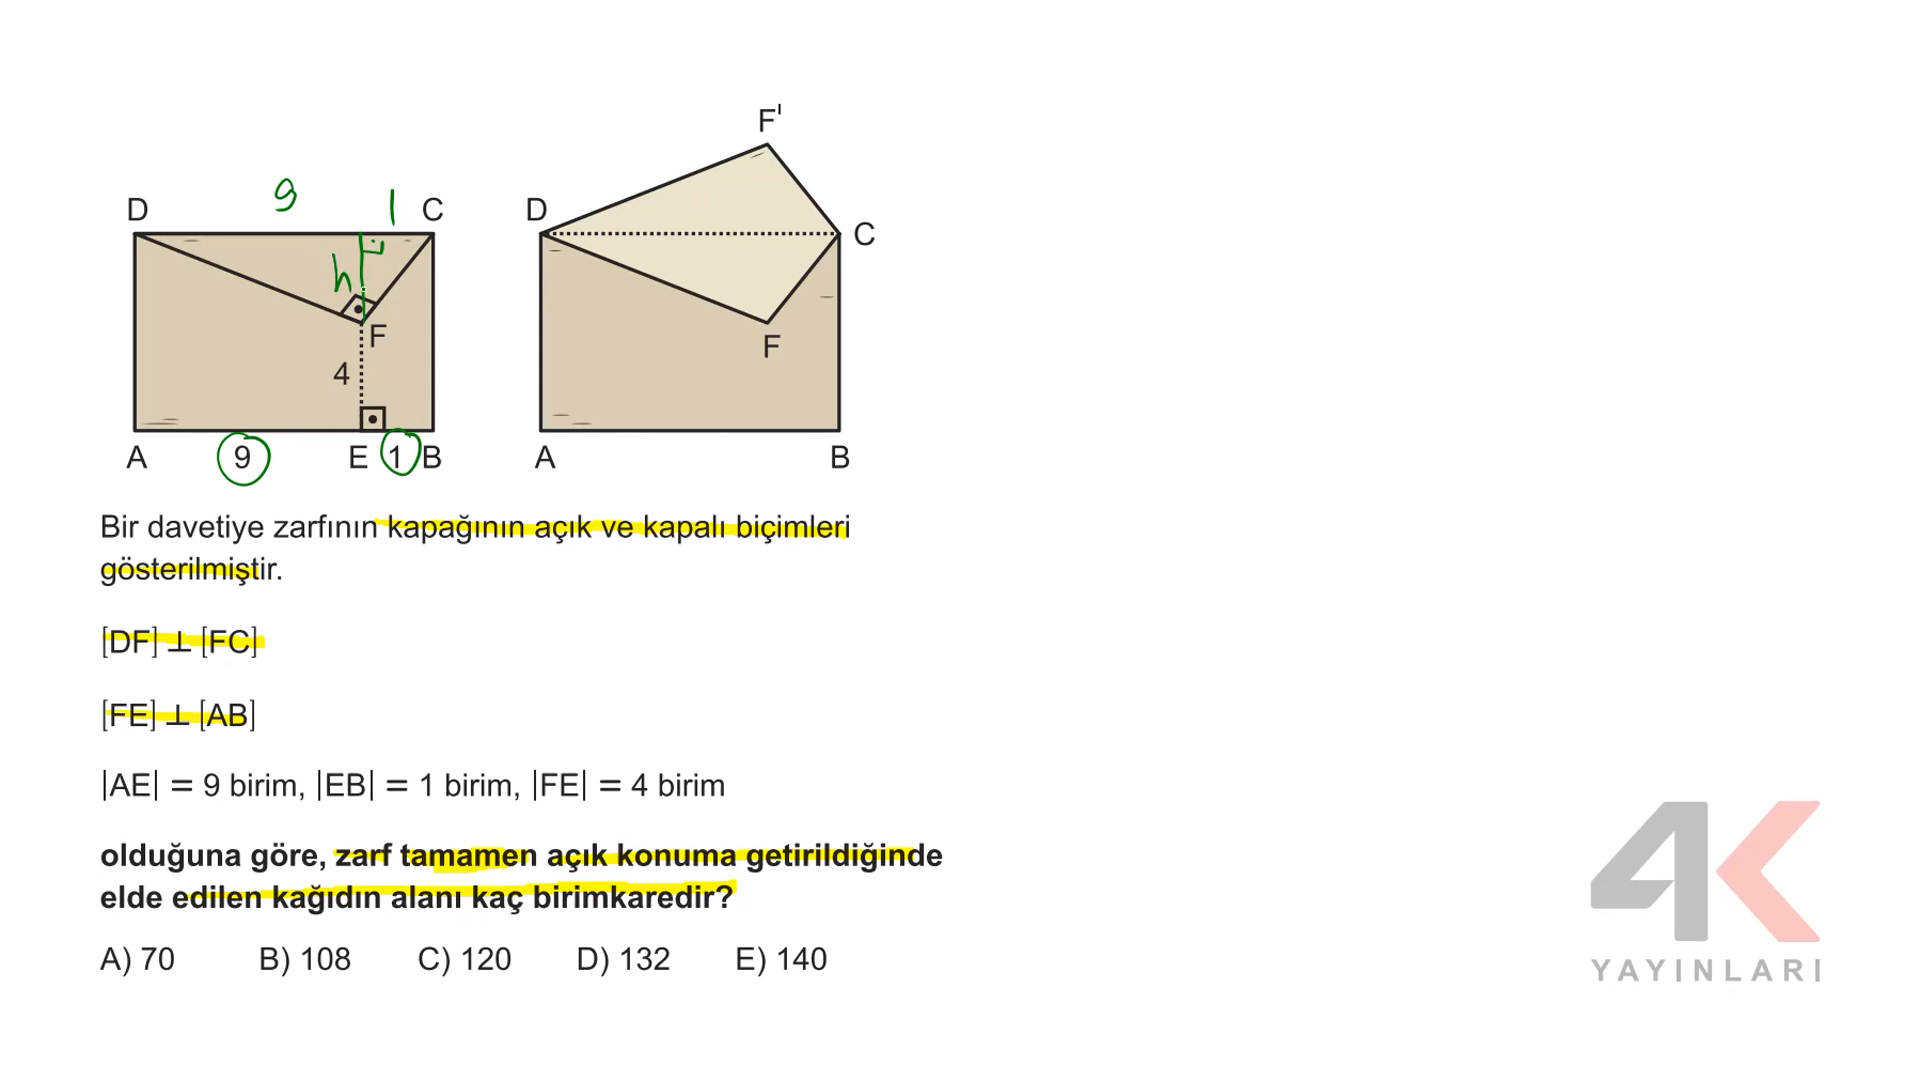 F'
9 1
D C D C
h
F F
4
A 9 E 1 B A B
Bir davetiye zarfının kapağının açık ve kapalı biçimleri
gösterilmiştir.
[DF] ⊥ [FC]
[FE] ⊥ [AB]
|AE| = 9 birim, |EB| = 1 birim, |FE| = 4 birim
olduğuna göre, zarf tamamen açık konuma getirildiğinde
elde edilen kağıdın alanı kaç birimkaredir?
A) 70 B) 108 C) 120 D) 132 E) 140
4K
YAYINLARI